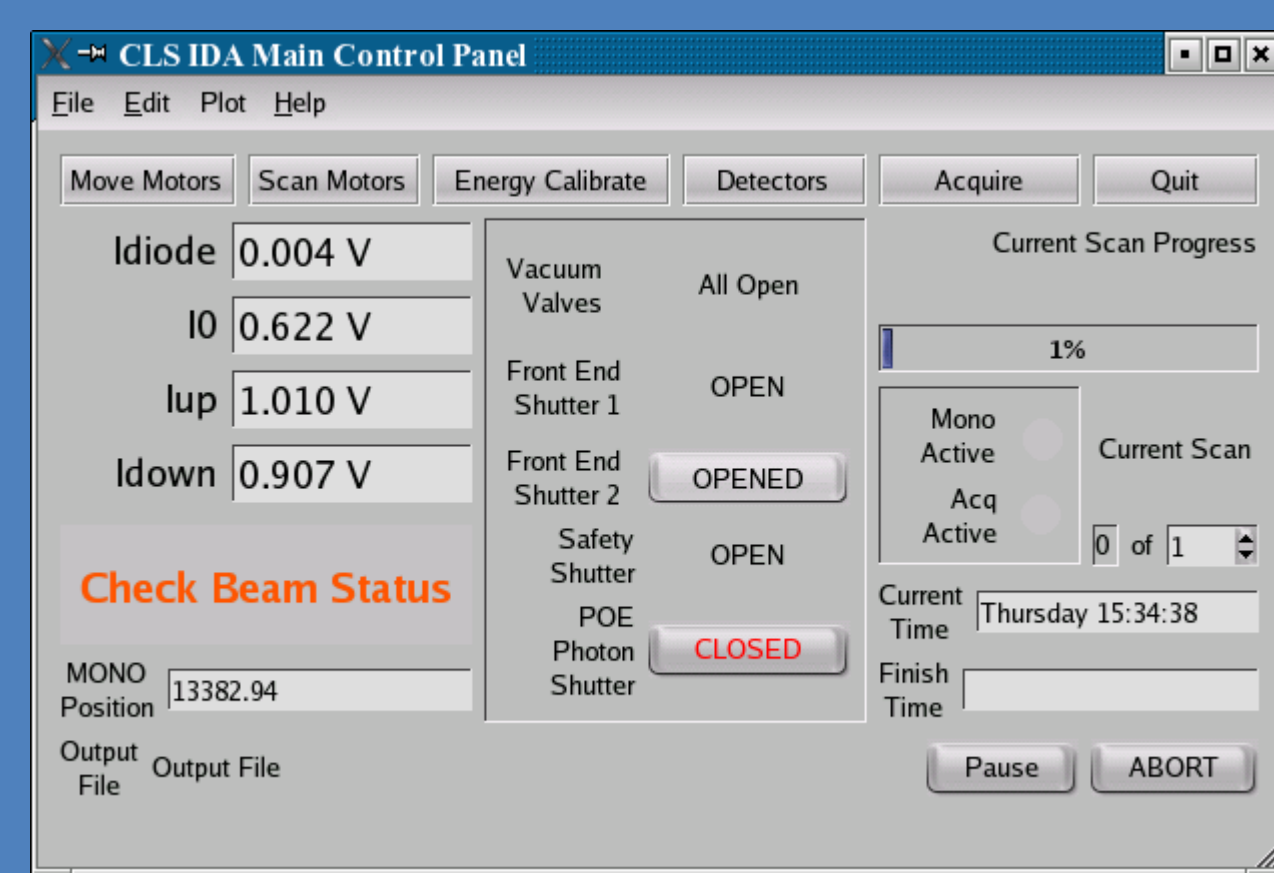 CLS IDA Main Control Panel
File Edit Plot Help
Move Motors Scan Motors Energy Calibrate Detectors Acquire Quit
Idiode 0.004 V
I0 0.622 V
Iup 1.010 V
Idown 0.907 V
Check Beam Status
MONO
Position
13382.94
Output
File
Output File
Vacuum
Valves
All Open
Front End
Shutter 1
OPEN
Front End
Shutter 2
OPENED
Safety
Shutter
OPEN
POE
Photon
Shutter
CLOSED
Current Scan Progress
1%
Mono
Active
Acq
Active
Current Scan
0 of 1
Current
Time
Thursday 15:34:38
Finish
Time
Pause ABORT